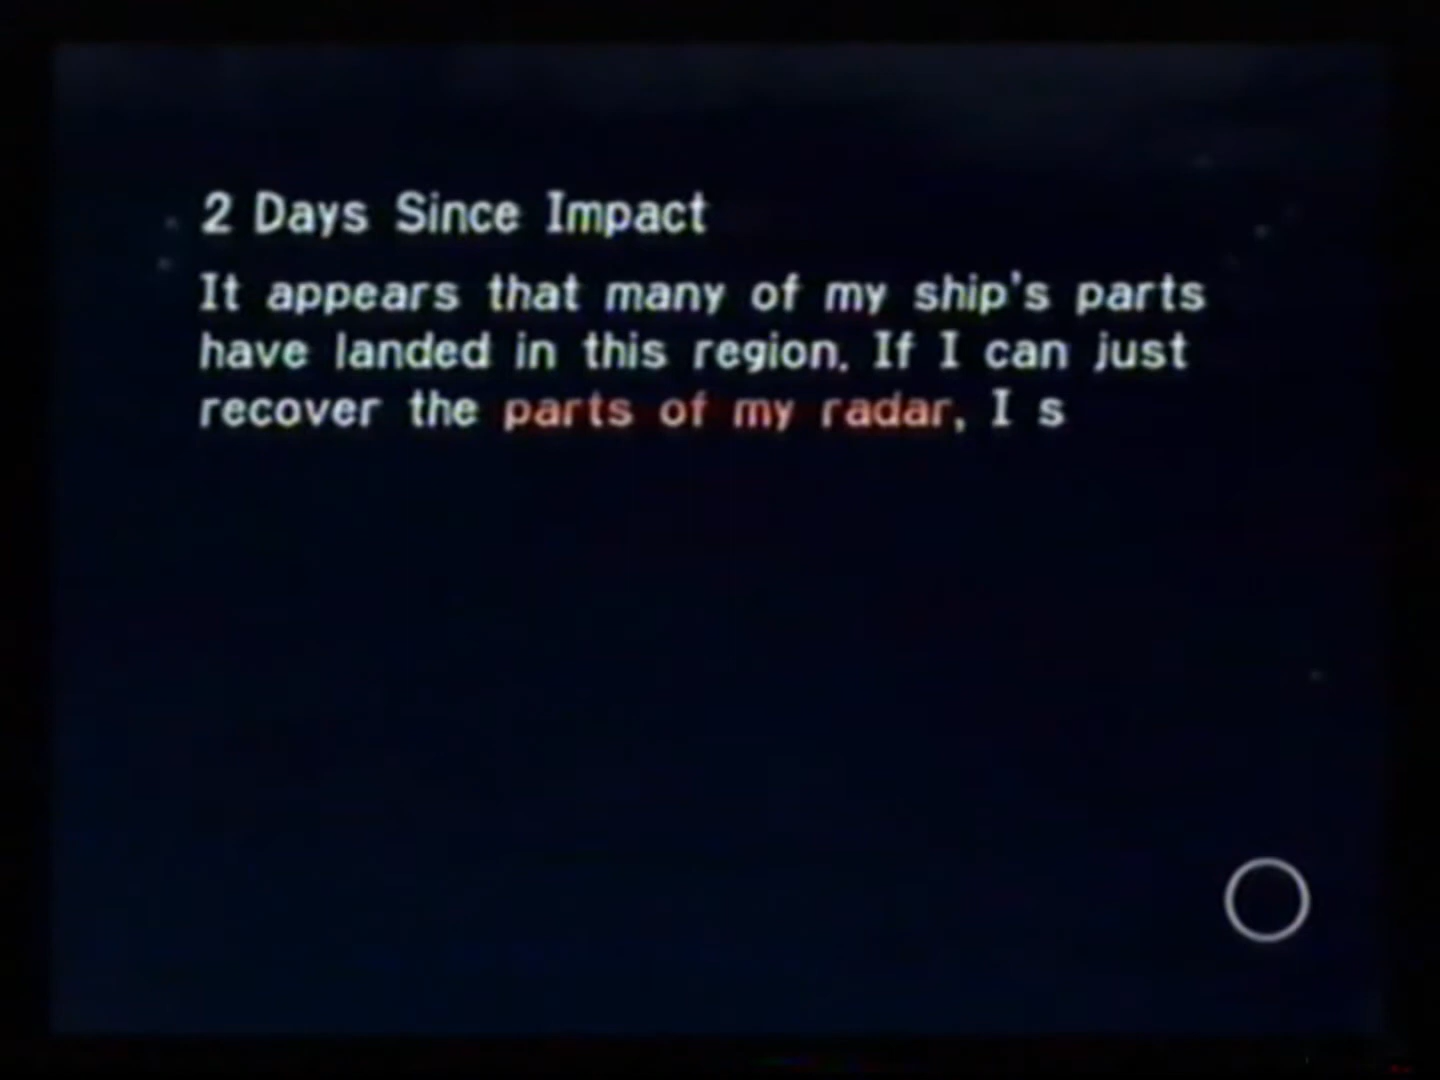 2 Days Since Impact
It appears that many of my ship's parts
have landed in this region. If I can just
recover the parts of my radar, I s